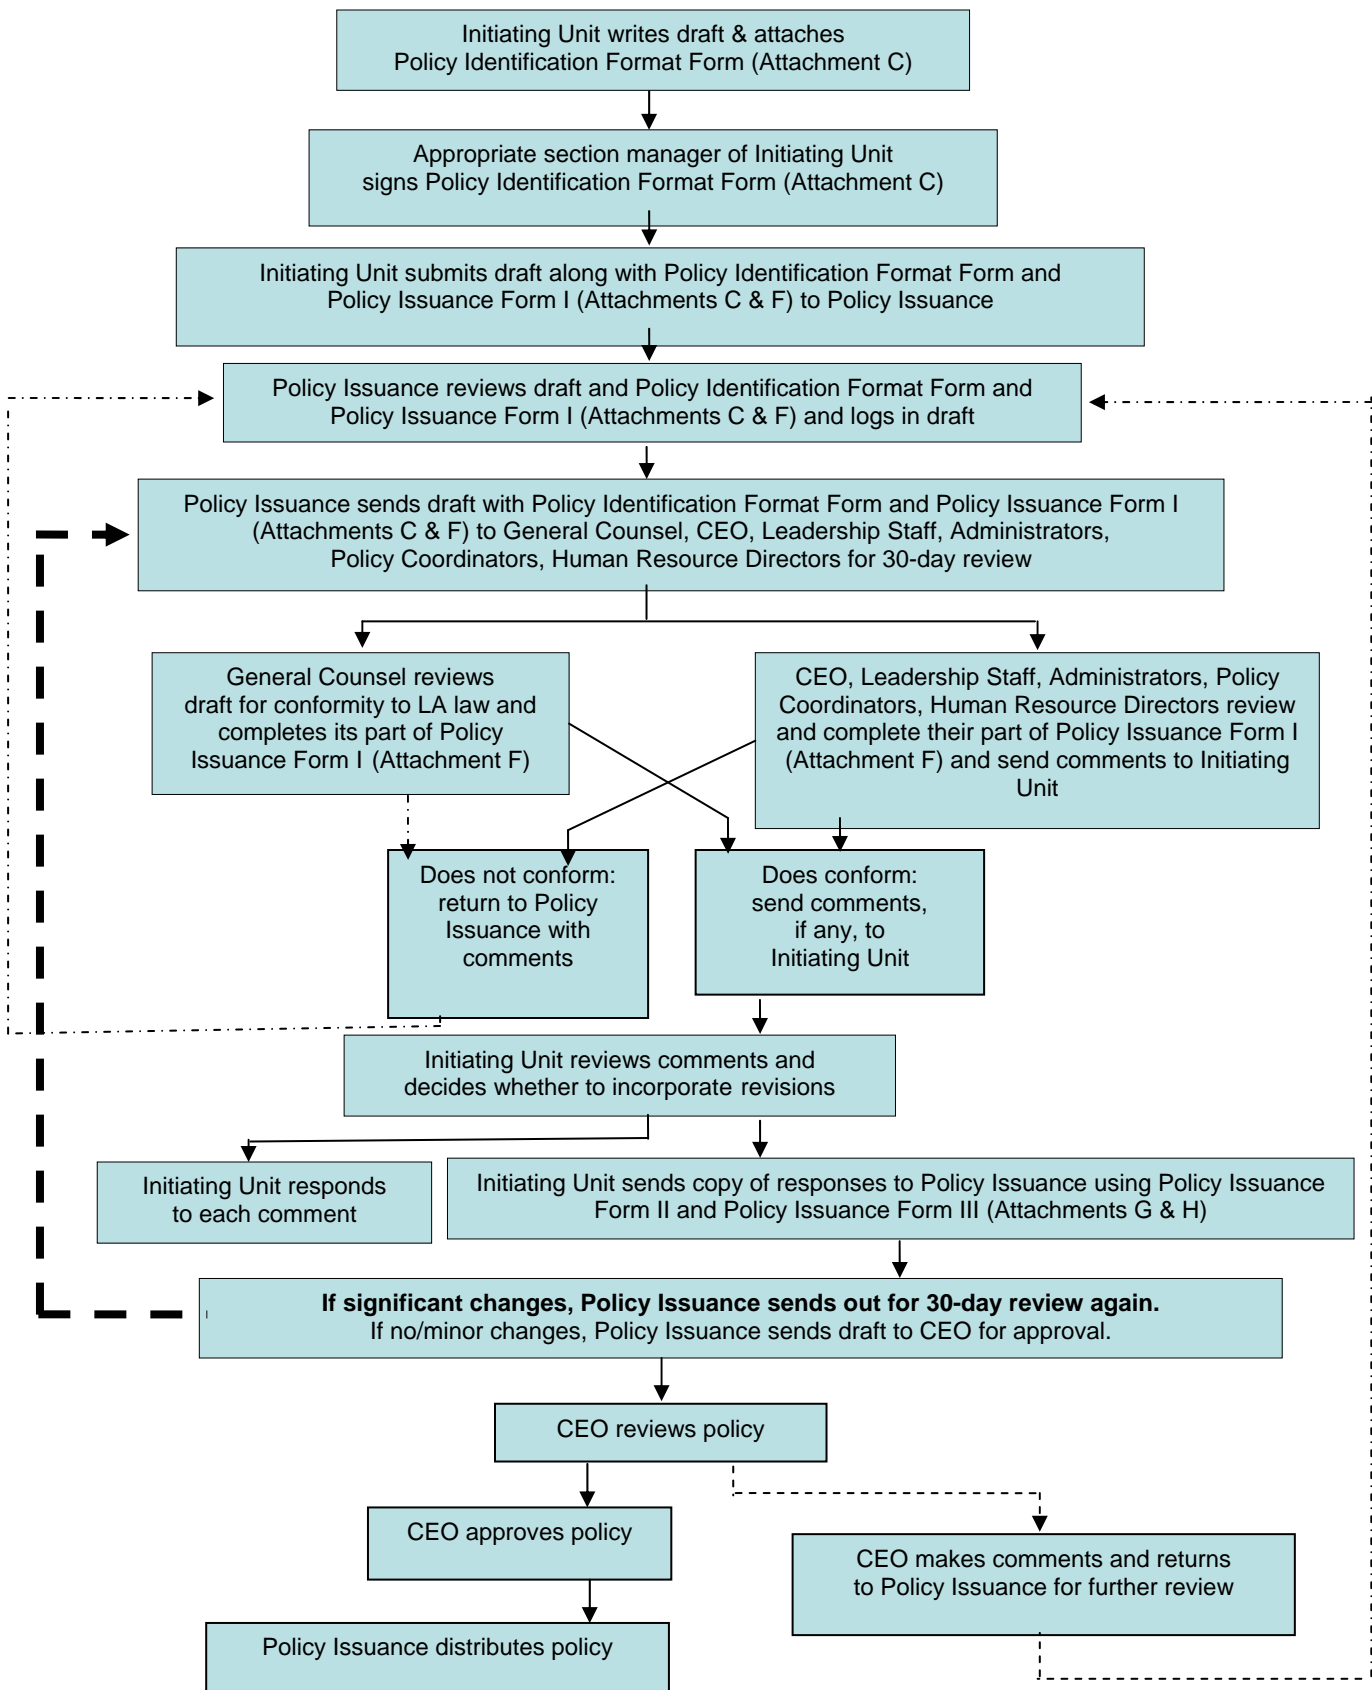 Initiating Unit writes draft & attaches
Policy Identification Format Form (Attachment C)
Appropriate section manager of Initiating Unit
signs Policy Identification Format Form (Attachment C)
Initiating Unit submits draft along with Policy Identification Format Form and
Policy Issuance Form I (Attachments C & F) to Policy Issuance
Policy Issuance reviews draft and Policy Identification Format Form and
Policy Issuance Form I (Attachments C & F) and logs in draft
Policy Issuance sends draft with Policy Identification Format Form and Policy Issuance Form I
(Attachments C & F) to General Counsel, CEO, Leadership Staff, Administrators,
Policy Coordinators, Human Resource Directors for 30-day review
General Counsel reviews
draft for conformity to LA law and
completes its part of Policy
Issuance Form I (Attachment F)
CEO, Leadership Staff, Administrators, Policy
Coordinators, Human Resource Directors review
and complete their part of Policy Issuance Form I
(Attachment F) and send comments to Initiating
Unit
Does not conform:
return to Policy
Issuance with
comments
Does conform:
send comments,
if any, to
Initiating Unit
Initiating Unit reviews comments and
decides whether to incorporate revisions
Initiating Unit responds
to each comment
Initiating Unit sends copy of responses to Policy Issuance using Policy Issuance
Form II and Policy Issuance Form III (Attachments G & H)
If significant changes, Policy Issuance sends out for 30-day review again.
If no/minor changes, Policy Issuance sends draft to CEO for approval.
CEO reviews policy
CEO approves policy
CEO makes comments and returns
to Policy Issuance for further review
Policy Issuance distributes policy